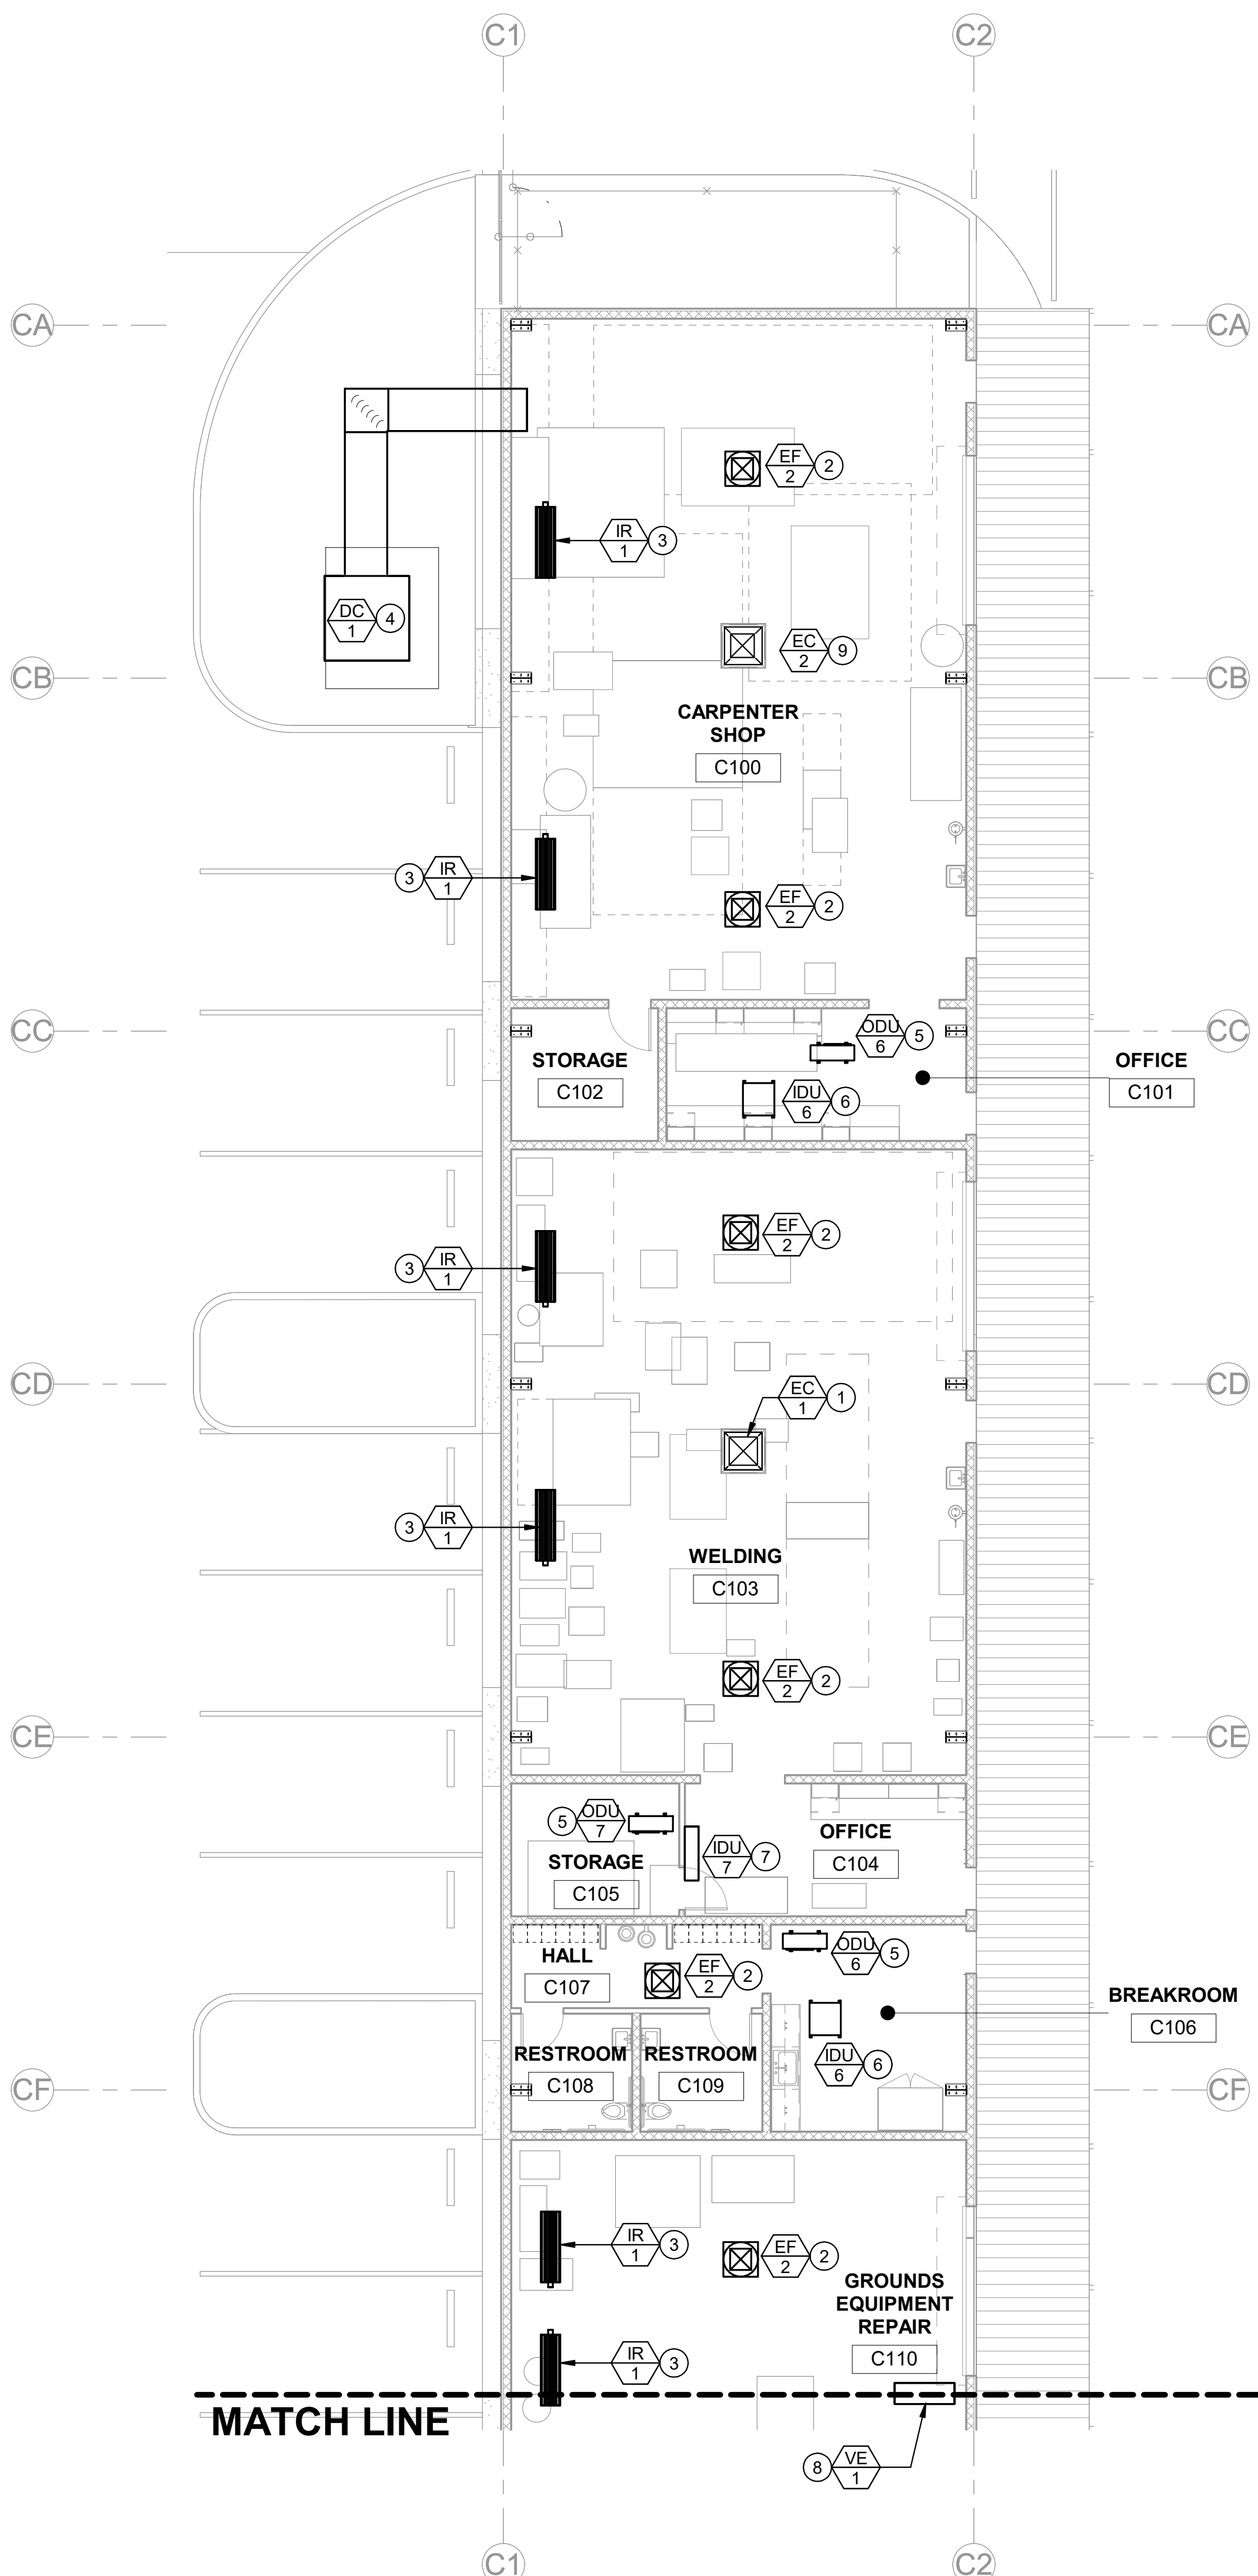 C1
C2
CA
CA
EF
2
2
IR
1
3
DC
1
4
EC
2
9
CB
CB
CARPENTER
SHOP
C100
3
IR
1
EF
2
2
CC
CC
ODU
6
5
STORAGE
C102
OFFICE
C101
IDU
6
6
EF
2
2
3
IR
1
CD
CD
EC
1
1
3
IR
1
WELDING
C103
EF
2
2
CE
CE
5
ODU
7
OFFICE
C104
IDU
7
7
STORAGE
C105
HALL
C107
ODU
6
5
EF
2
2
BREAKROOM
C106
RESTROOM
C108
RESTROOM
C109
IDU
6
6
CF
CF
IR
1
3
EF
2
2
GROUNDS
EQUIPMENT
REPAIR
C110
IR
1
3
MATCH LINE
8
VE
1
C1
C2